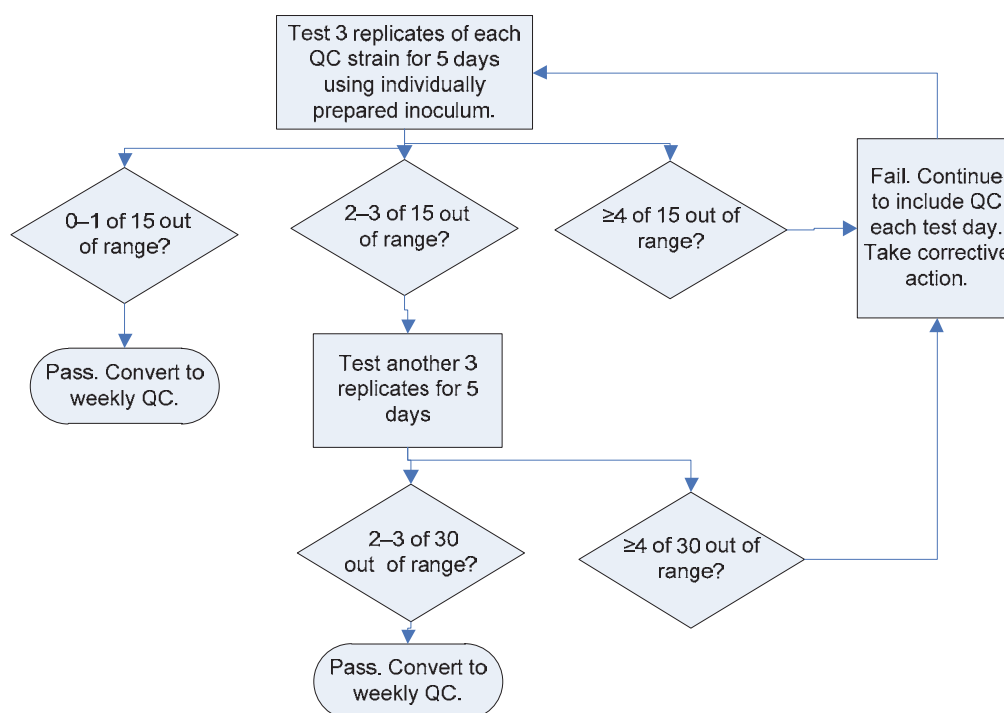 Test 3 replicates of each
QC strain for 5 days
using individually
prepared inoculum.
0–1 of 15 out
of range?
2–3 of 15 out
of range?
≥4 of 15 out of
range?
Fail. Continue
to include QC
each test day.
Take corrective
action.
Pass. Convert to
weekly QC.
Test another 3
replicates for 5
days
2–3 of 30
out of range?
≥4 of 30 out of
range?
Pass. Convert to
weekly QC.